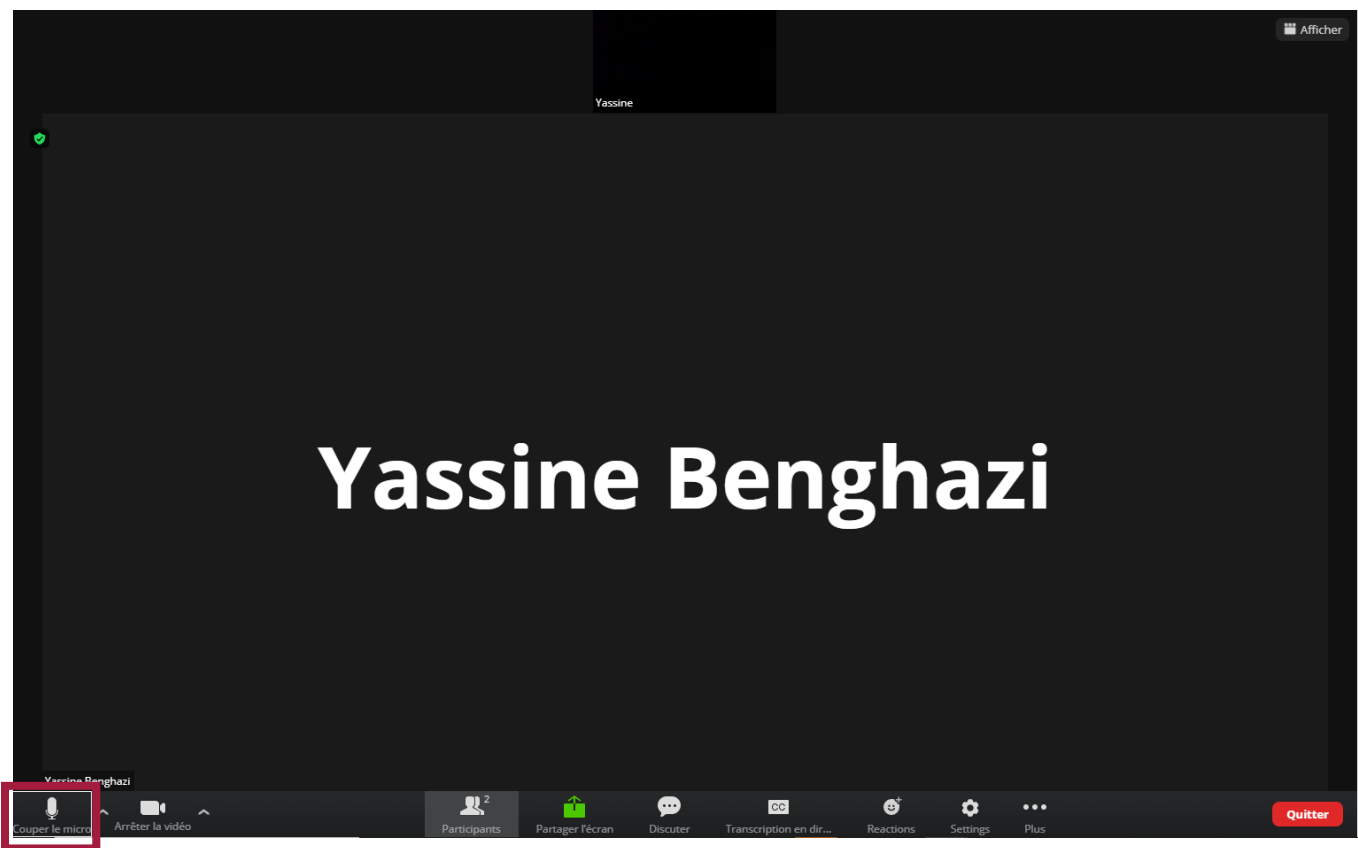 Afficher
Yassine
Yassine Benghazi
Yassine Benghazi
Couper le micro
Arrêter la vidéo
Participants
2
Partager l'écran
Discuter
CC
Transcription en dir...
Reactions
Settings
Plus
Quitter